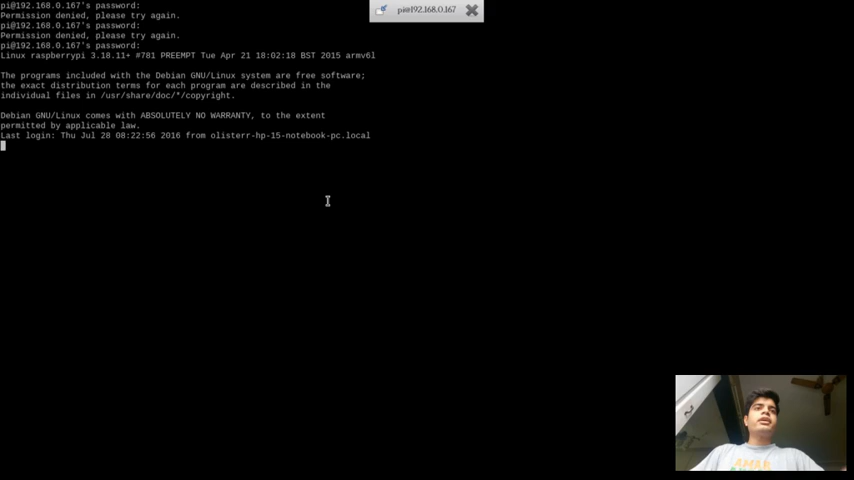 pi@192.168.0.167's password:
Permission denied, please try again.
pi@192.168.0.167's password:
Permission denied, please try again.
pi@192.168.0.167's password:
Linux raspberrypi 3.18.11+ #781 PREEMPT Tue Apr 21 18:02:18 BST 2015 armv6l
The programs included with the Debian GNU/Linux system are free software;
the exact distribution terms for each program are described in the
individual files in /usr/share/doc/*/copyright.
Debian GNU/Linux comes with ABSOLUTELY NO WARRANTY, to the extent
permitted by applicable law.
Last login: Thu Jul 28 08:22:56 2016 from olisterr-hp-15-notebook-pc.local
pi@192.168.0.167